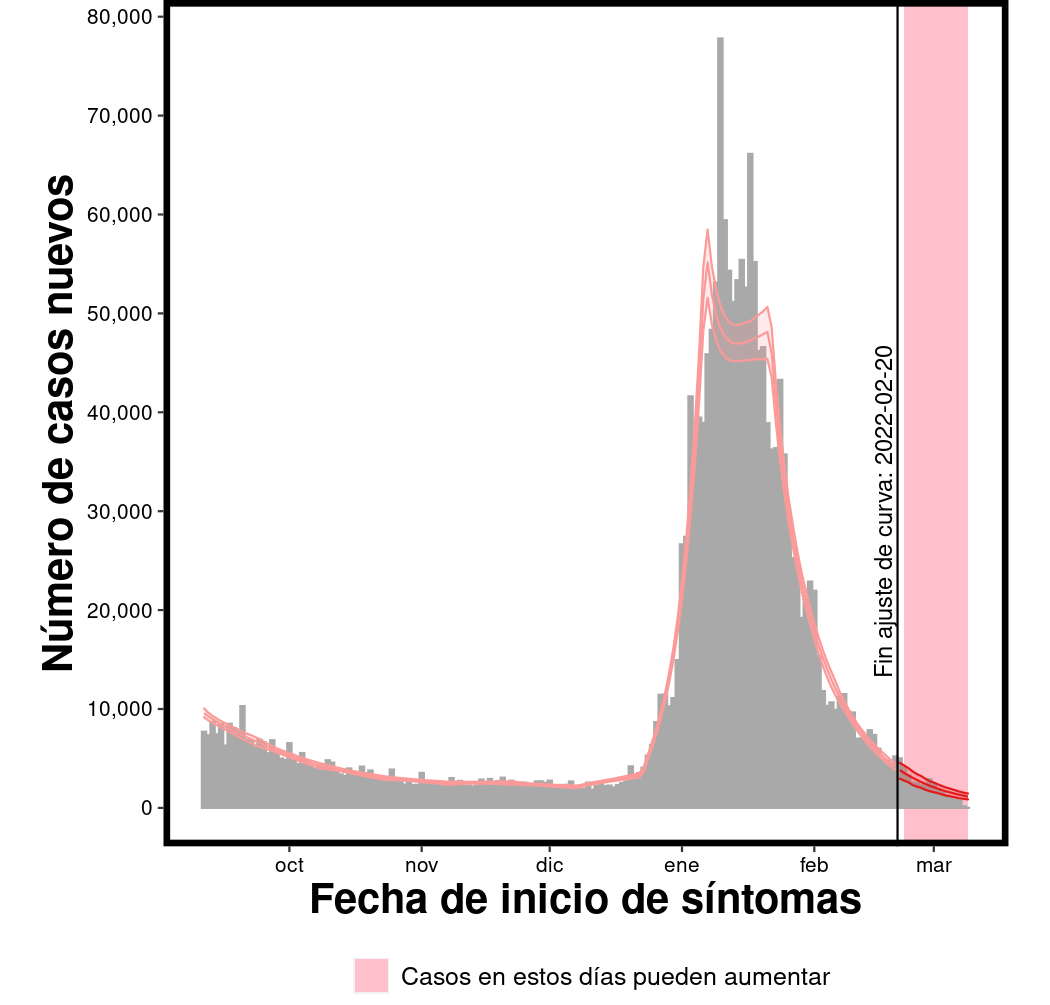 80,000
70,000
60,000
50,000
40,000
30,000
20,000
10,000
0
Número de casos nuevos
Fin ajuste de curva: 2022-02-20
oct nov dic ene feb mar
Fecha de inicio de síntomas
Casos en estos días pueden aumentar